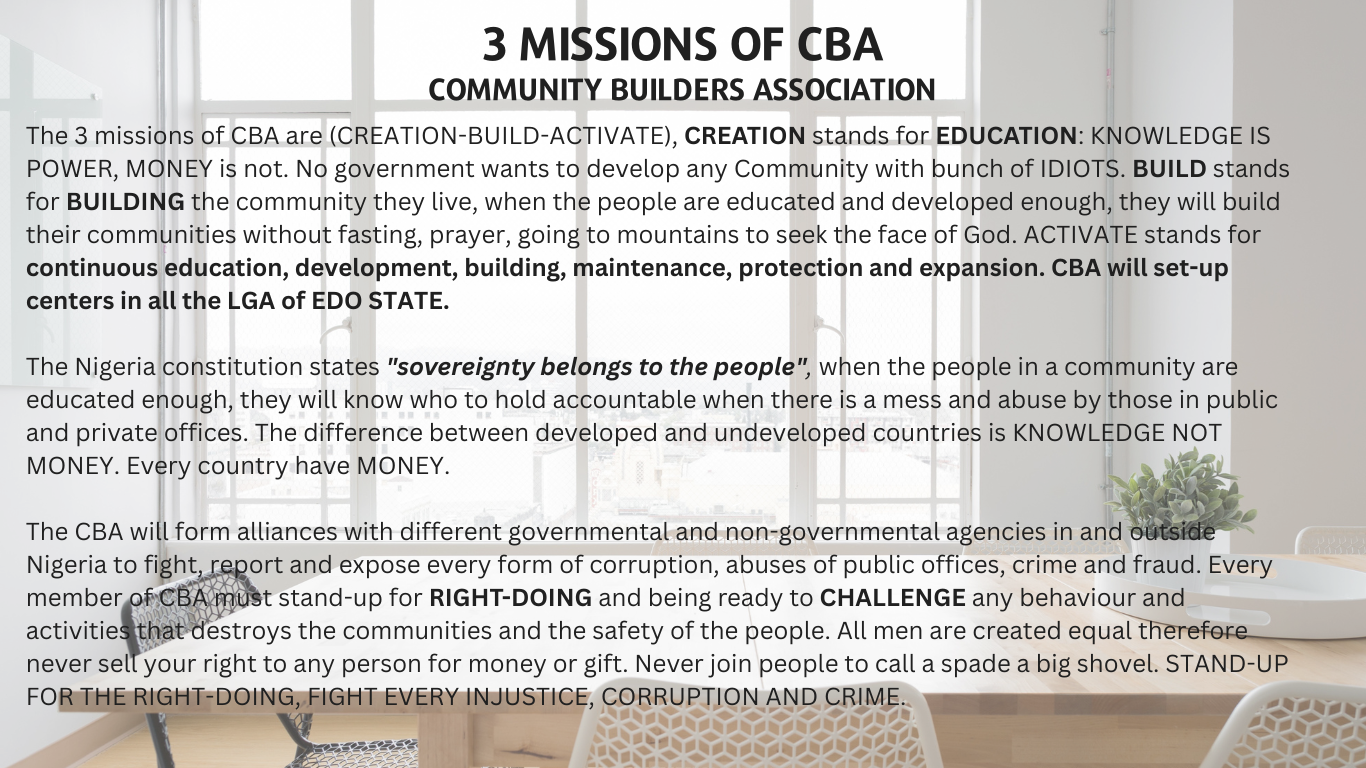 3 MISSIONS OF CBA
COMMUNITY BUILDERS ASSOCIATION
The 3 missions of CBA are (CREATION-BUILD-ACTIVATE), CREATION stands for EDUCATION: KNOWLEDGE IS
POWER, MONEY is not. No government wants to develop any Community with bunch of IDIOTS. BUILD stands
for BUILDING the community they live, when the people are educated and developed enough, they will build
their communities without fasting, prayer, going to mountains to seek the face of God. ACTIVATE stands for
continuous education, development, building, maintenance, protection and expansion. CBA will set-up
centers in all the LGA of EDO STATE.
The Nigeria constitution states "sovereignty belongs to the people", when the people in a community are
educated enough, they will know who to hold accountable when there is a mess and abuse by those in public
and private offices. The difference between developed and undeveloped countries is KNOWLEDGE NOT
MONEY. Every country have MONEY.
The CBA will form alliances with different governmental and non-governmental agencies in and outside
Nigeria to fight, report and expose every form of corruption, abuses of public offices, crime and fraud. Every
member of CBA must stand-up for RIGHT-DOING and being ready to CHALLENGE any behaviour and
activities that destroys the communities and the safety of the people. All men are created equal therefore
never sell your right to any person for money or gift. Never join people to call a spade a big shovel. STAND-UP
FOR THE RIGHT-DOING, FIGHT EVERY INJUSTICE, CORRUPTION AND CRIME.